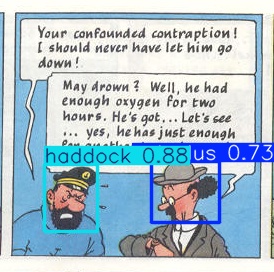 Your confounded contraption!
I should never have let him go
down!
May drown? Well, he had
enough oxygen for two
hours. He's got... Let's see
... yes, he has just enough
haddock 0.88
us 0.73